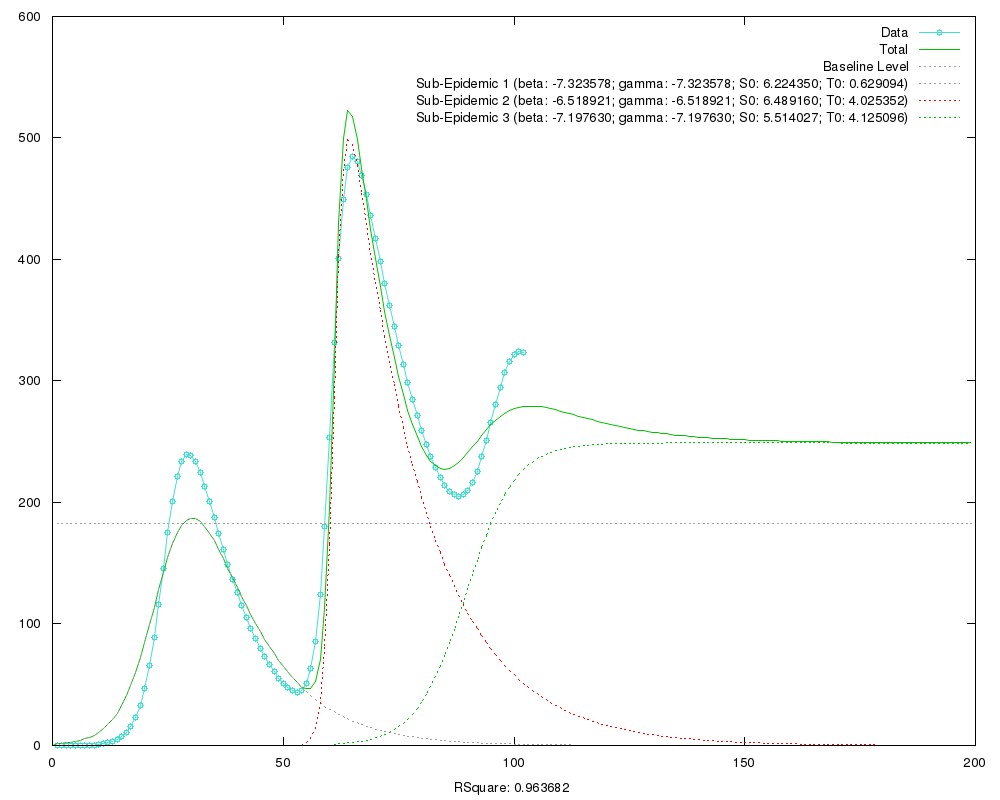 600
500
400
300
200
100
0
Data
Total
Baseline Level
Sub-Epidemic 1 (beta: -7.323578; gamma: -7.323578; S0: 6.224350; T0: 0.629094)
Sub-Epidemic 2 (beta: -6.518921; gamma: -6.518921; S0: 6.489160; T0: 4.025352)
Sub-Epidemic 3 (beta: -7.197630; gamma: -7.197630; S0: 5.514027; T0: 4.125096)
0 50 100 150 200
RSquare: 0.963682